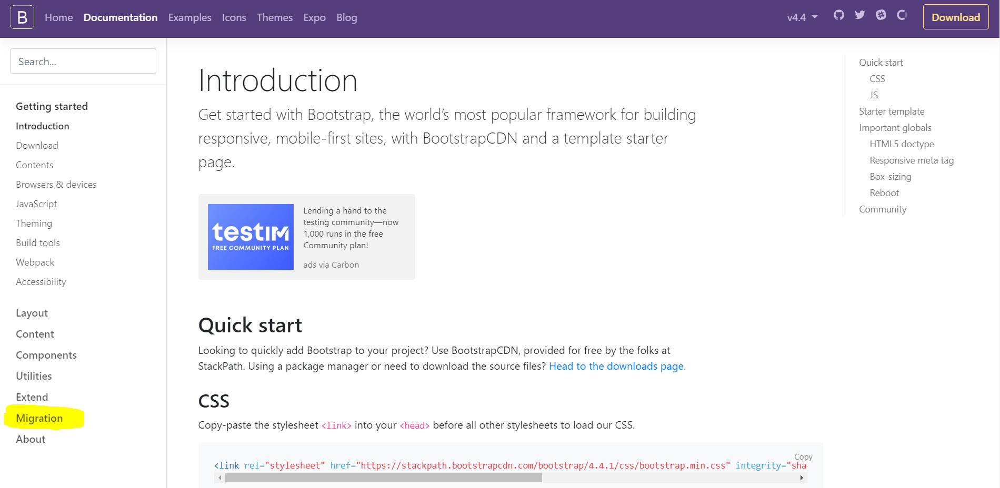 B Home Documentation Examples Icons Themes Expo Blog v4.4 Download
Search...
Getting started
Introduction
Download
Contents
Browsers & devices
JavaScript
Theming
Build tools
Webpack
Accessibility
Layout
Content
Components
Utilities
Extend
Migration
About
Introduction
Get started with Bootstrap, the world’s most popular framework for building
responsive, mobile-first sites, with BootstrapCDN and a template starter
page.
testim
FREE COMMUNITY PLAN
Lending a hand to the
testing community—now
1,000 runs in the free
Community plan!
ads via Carbon
Quick start
Looking to quickly add Bootstrap to your project? Use BootstrapCDN, provided for free by the folks at
StackPath. Using a package manager or need to download the source files? Head to the downloads page.
CSS
Copy-paste the stylesheet <link> into your <head> before all other stylesheets to load our CSS.
Copy
<link rel="stylesheet" href="https://stackpath.bootstrapcdn.com/bootstrap/4.4.1/css/bootstrap.min.css" integrity="sha
Quick start
CSS
JS
Starter template
Important globals
HTML5 doctype
Responsive meta tag
Box-sizing
Reboot
Community